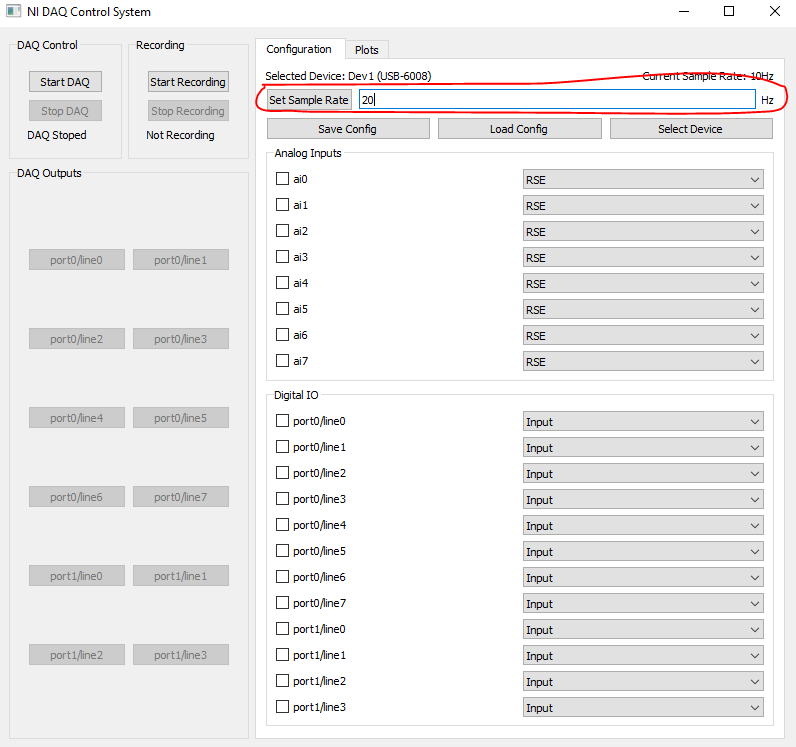 NI DAQ Control System
DAQ Control
Start DAQ
Stop DAQ
DAQ Stoped
Recording
Start Recording
Stop Recording
Not Recording
DAQ Outputs
port0/line0 port0/line1
port0/line2 port0/line3
port0/line4 port0/line5
port0/line6 port0/line7
port1/line0 port1/line1
port1/line2 port1/line3
Configuration Plots
Selected Device: Dev1 (USB-6008) Current Sample Rate: 10Hz
Set Sample Rate 20 Hz
Save Config Load Config Select Device
Analog Inputs
ai0 RSE
ai1 RSE
ai2 RSE
ai3 RSE
ai4 RSE
ai5 RSE
ai6 RSE
ai7 RSE
Digital IO
port0/line0 Input
port0/line1 Input
port0/line2 Input
port0/line3 Input
port0/line4 Input
port0/line5 Input
port0/line6 Input
port0/line7 Input
port1/line0 Input
port1/line1 Input
port1/line2 Input
port1/line3 Input